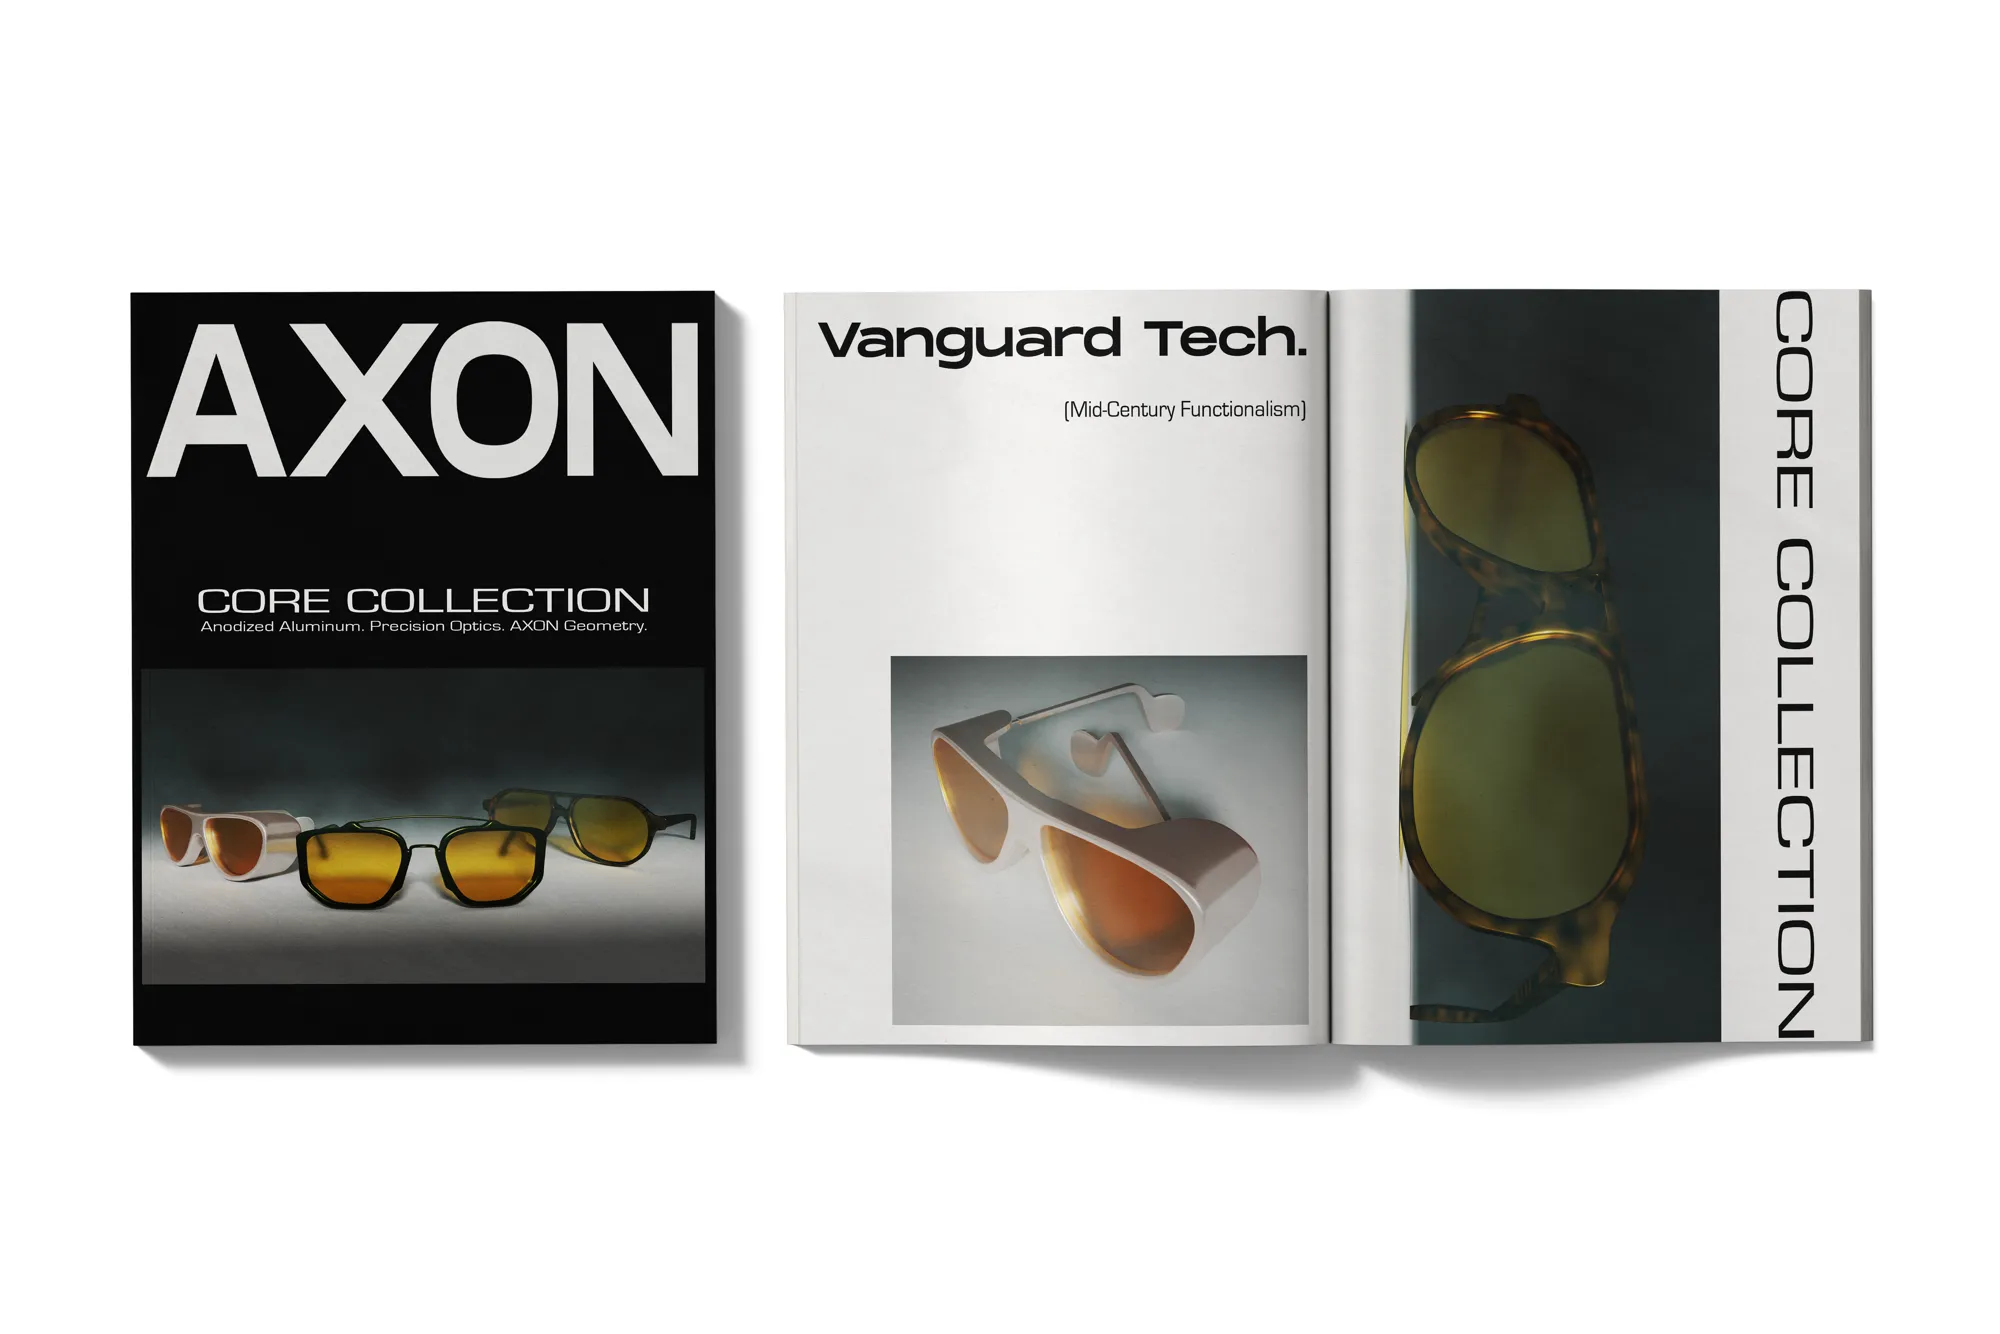 AXON
CORE COLLECTION
Anodized Aluminum. Precision Optics. AXON Geometry.
Vanguard Tech.
(Mid-Century Functionalism)
CORE COLLECTION